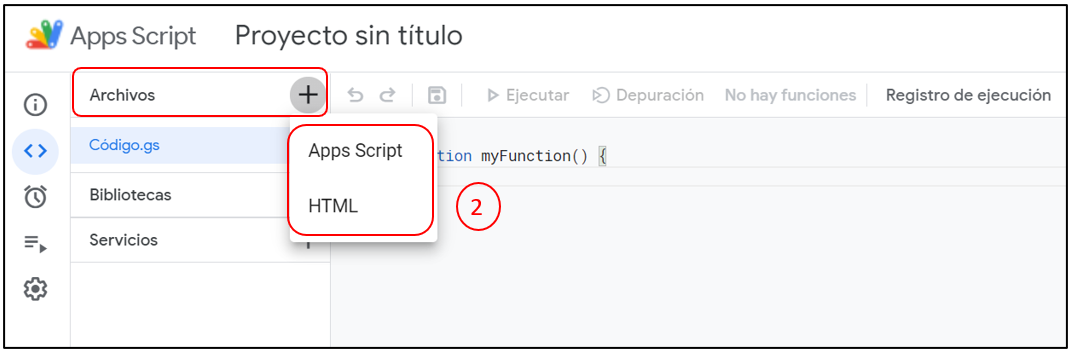 Apps Script Proyecto sin título
Archivos
Ejecutar Depuración No hay funciones Registro de ejecución
Código.gs
Apps Script
tion myFunction() {
Bibliotecas
HTML
2
Servicios